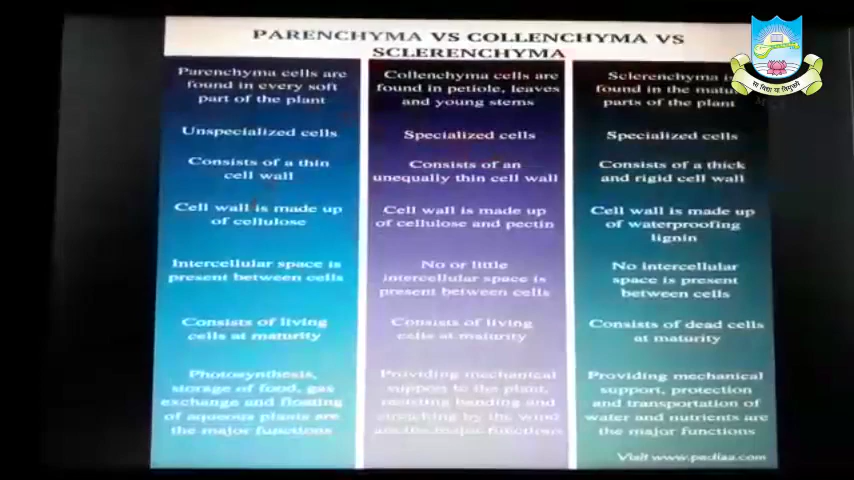 PARENCHYMA VS COLLENCHYMA VS
SCLERENCHYMA
Parenchyma cells are
found in every soft
part of the plant
Unspecialized cells
Consists of a thin
cell wall
Cell wall is made up
of cellulose
Intercellular space is
present between cells
Consists of living
cells at maturity
Photosynthesis,
storage of food, gas
exchange and floating
of aqueous plants are
the major functions
Collenchyma cells are
found in petiole, leaves
and young stems
Specialized cells
Consists of an
unequally thin cell wall
Cell wall is made up
of cellulose and pectin
No or little
intercellular space is
present between cells
Consists of living
cells at maturity
Providing mechanical
support to the plant,
resisting bending and
stretching by the wind
are the major functions
Sclerenchyma
found in the
parts of the plant
Specialized cells
Consists of a thick
and rigid cell wall
Cell wall is made up
of waterproofing
lignin
No intercellular
space is present
between cells
Consists of dead cells
at maturity
Providing mechanical
support, protection
and transportation of
water and nutrients are
the major functions
Visit www.pediaa.com